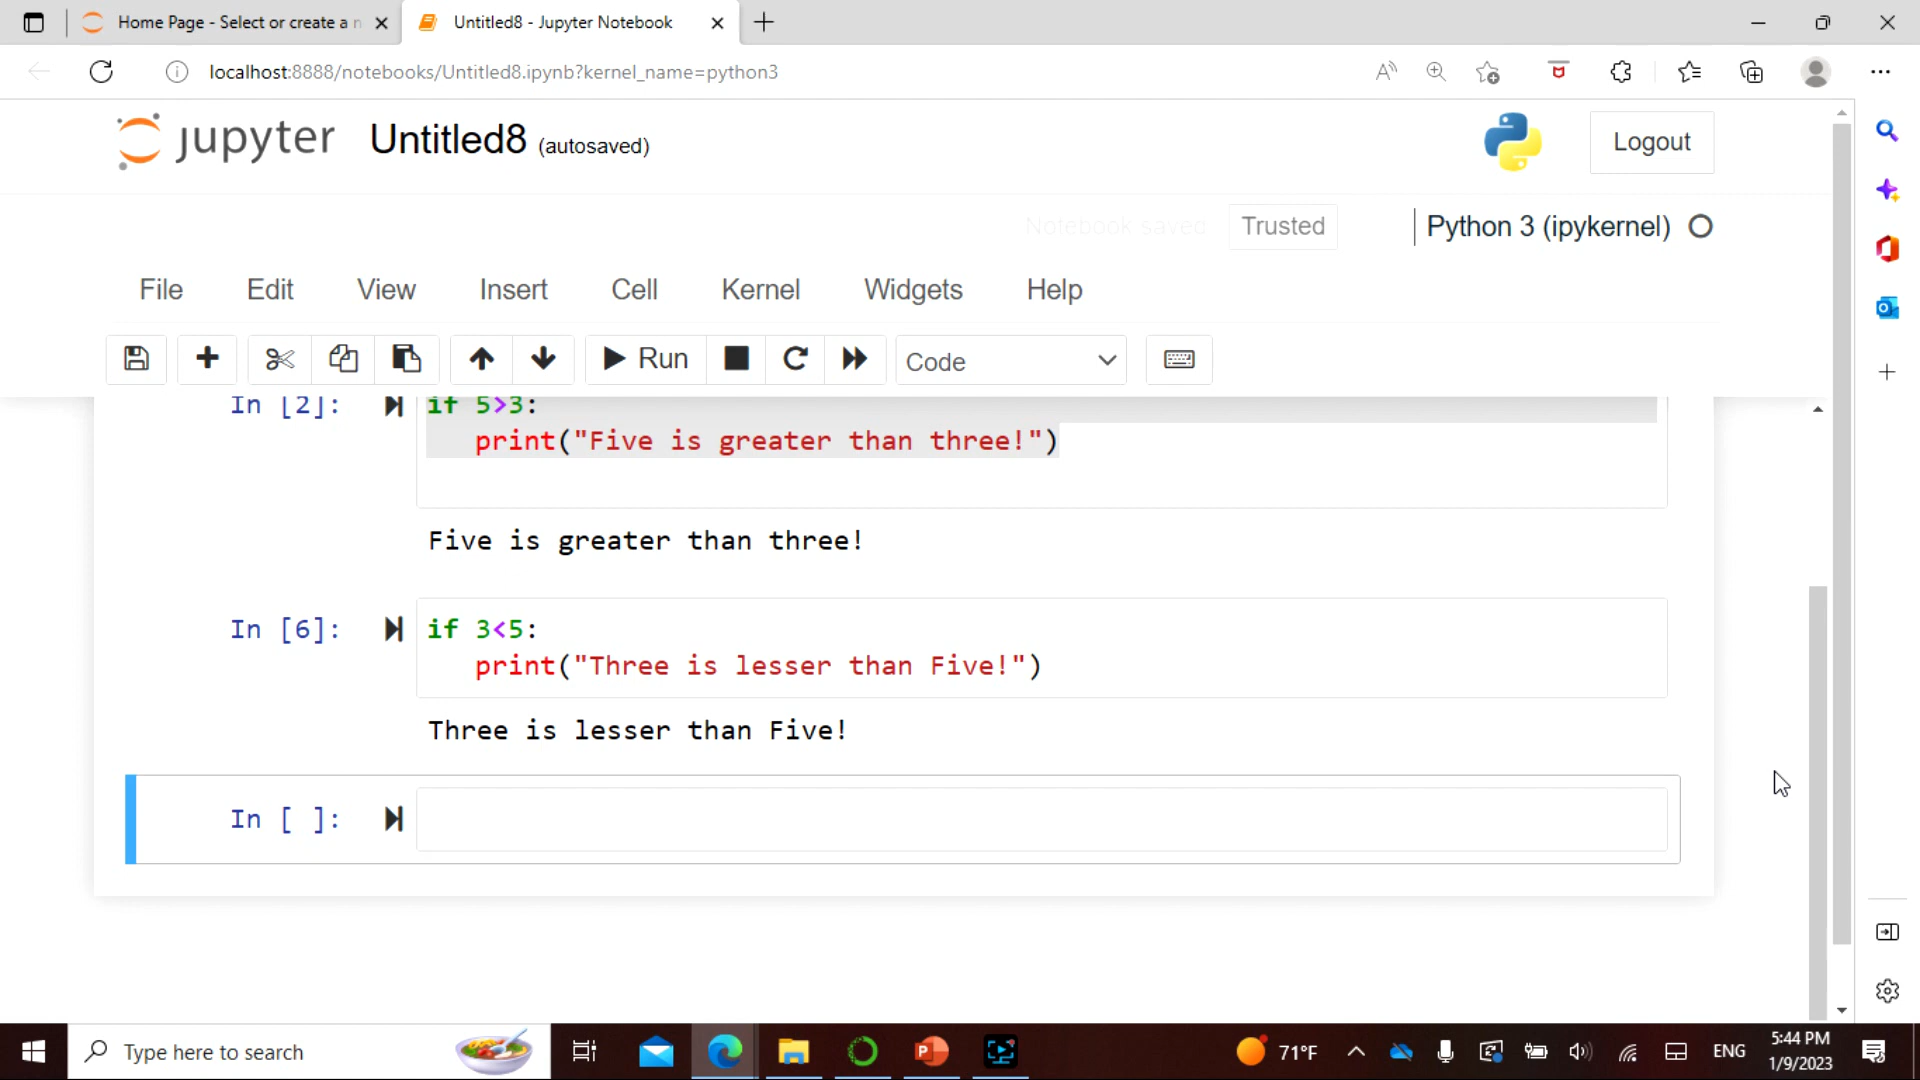 Home Page - Select or create a n
Untitled8 - Jupyter Notebook
localhost:8888/notebooks/Untitled8.ipynb?kernel_name=python3
jupyter Untitled8 (autosaved)
Logout
Notebook saved Trusted Python 3 (ipykernel)
File Edit View Insert Cell Kernel Widgets Help
Run Code
In [2]: if 5>3:
print("Five is greater than three!")
Five is greater than three!
In [6]: if 3<5:
print("Three is lesser than Five!")
Three is lesser than Five!
In [ ]:
Type here to search
71°F
ENG
5:44 PM
1/9/2023